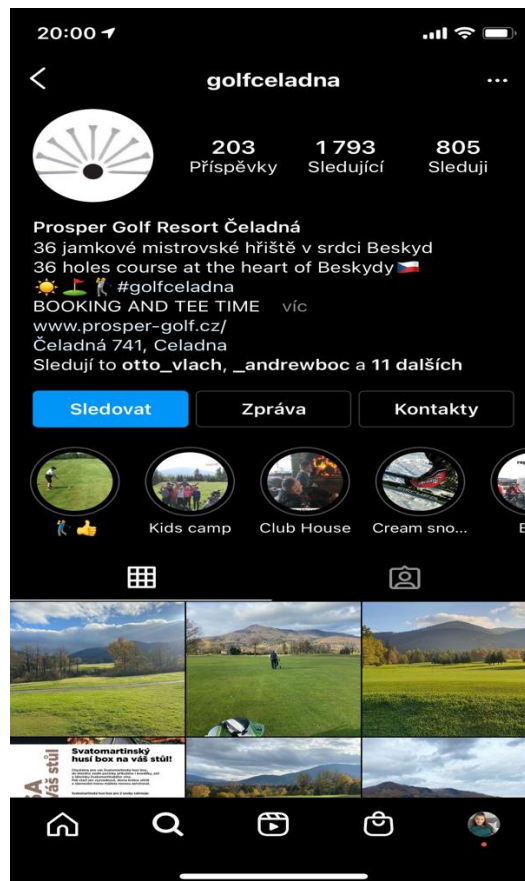 20:00
golfceladna
203 1 793 805
Příspěvky Sledující Sleduji
Prosper Golf Resort Čeladná
36 jamkové mistrovské hřiště v srdci Beskyd
36 holes course at the heart of Beskydy🇨🇿
☀️⛳🏌 #golfceladna
BOOKING AND TEE TIME víc
www.prosper-golf.cz/
Čeladná 741, Celadna
Sledují to otto_vlach, _andrewboc a 11 dalších
Sledovat Zpráva Kontakty
🏌👍 Kids camp Club House Cream sno...
Svatomartinský
husí box na váš stůl!
váš stůl